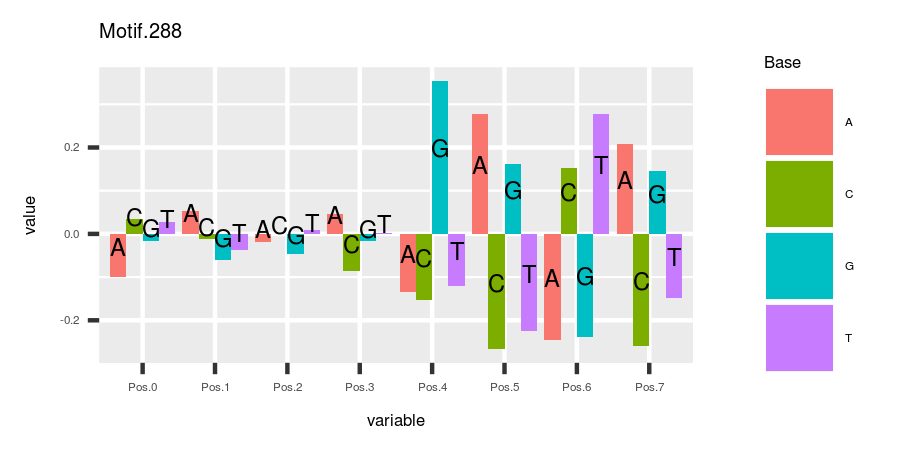 Motif.288
value
0.2
0.0
-0.2
A C G T A C G T A C G T A C G T A C G T A C G T A C G T A C G T
Pos.0 Pos.1 Pos.2 Pos.3 Pos.4 Pos.5 Pos.6 Pos.7
variable
Base
A
C
G
T